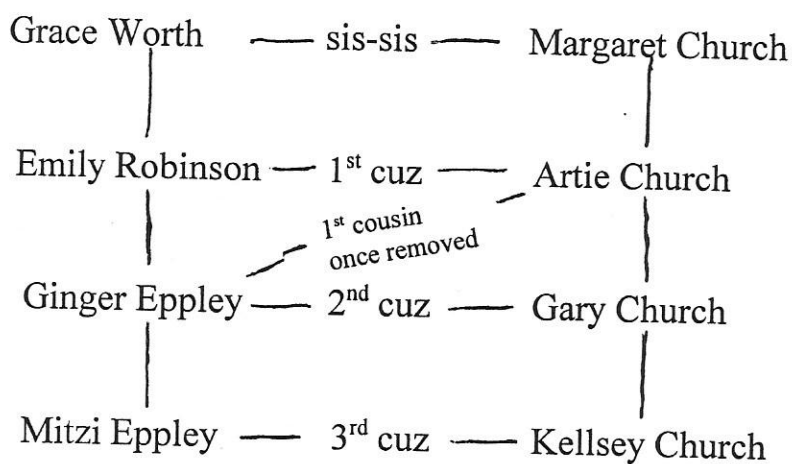 Grace Worth — sis-sis — Margaret Church
Emily Robinson — 1st cuz — Artie Church
1st cousin
once removed
Ginger Eppley — 2nd cuz — Gary Church
Mitzi Eppley — 3rd cuz — Kellsey Church